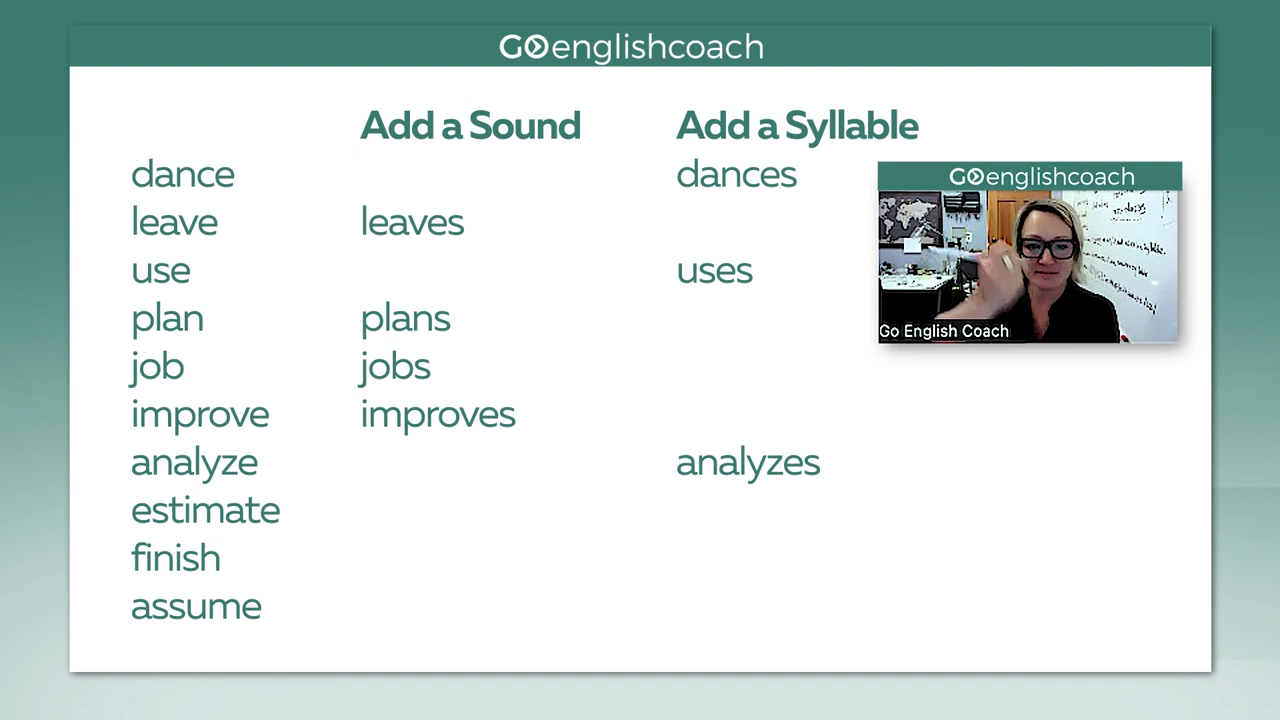 GOenglishcoach
Add a Sound Add a Syllable
dance dances
leave leaves
use uses
plan plans
job jobs
improve improves
analyze analyzes
estimate
finish
assume
GOenglishcoach
Go English Coach